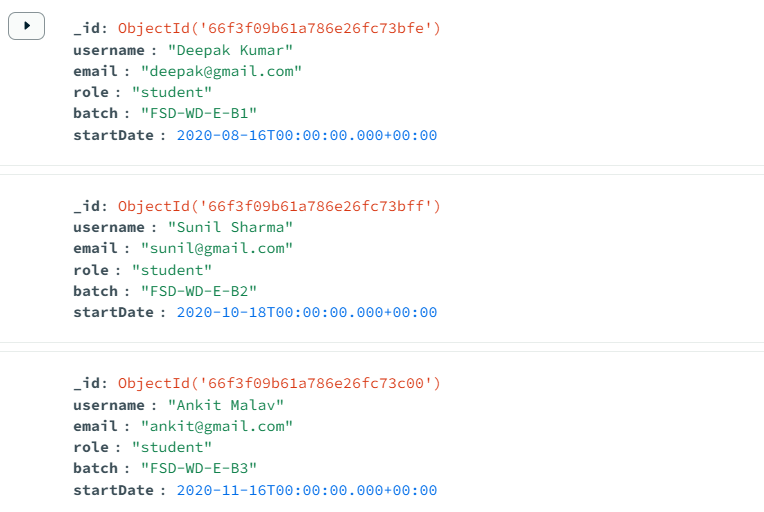 _id: ObjectId('66f3f09b61a786e26fc73bfe')
username : "Deepak Kumar"
email : "deepak@gmail.com"
role : "student"
batch : "FSD-WD-E-B1"
startDate : 2020-08-16T00:00:00.000+00:00
_id: ObjectId('66f3f09b61a786e26fc73bff')
username : "Sunil Sharma"
email : "sunil@gmail.com"
role : "student"
batch : "FSD-WD-E-B2"
startDate : 2020-10-18T00:00:00.000+00:00
_id: ObjectId('66f3f09b61a786e26fc73c00')
username : "Ankit Malav"
email : "ankit@gmail.com"
role : "student"
batch : "FSD-WD-E-B3"
startDate : 2020-11-16T00:00:00.000+00:00